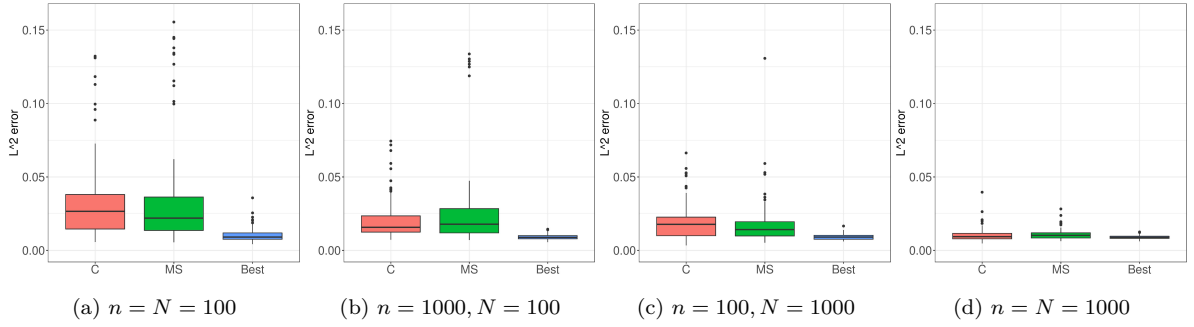 0.15
0.10
0.05
0.00
L^2 error
C MS Best
(a) n = N = 100
0.15
0.10
0.05
0.00
L^2 error
C MS Best
(b) n = 1000, N = 100
0.15
0.10
0.05
0.00
L^2 error
C MS Best
(c) n = 100, N = 1000
0.15
0.10
0.05
0.00
L^2 error
C MS Best
(d) n = N = 1000